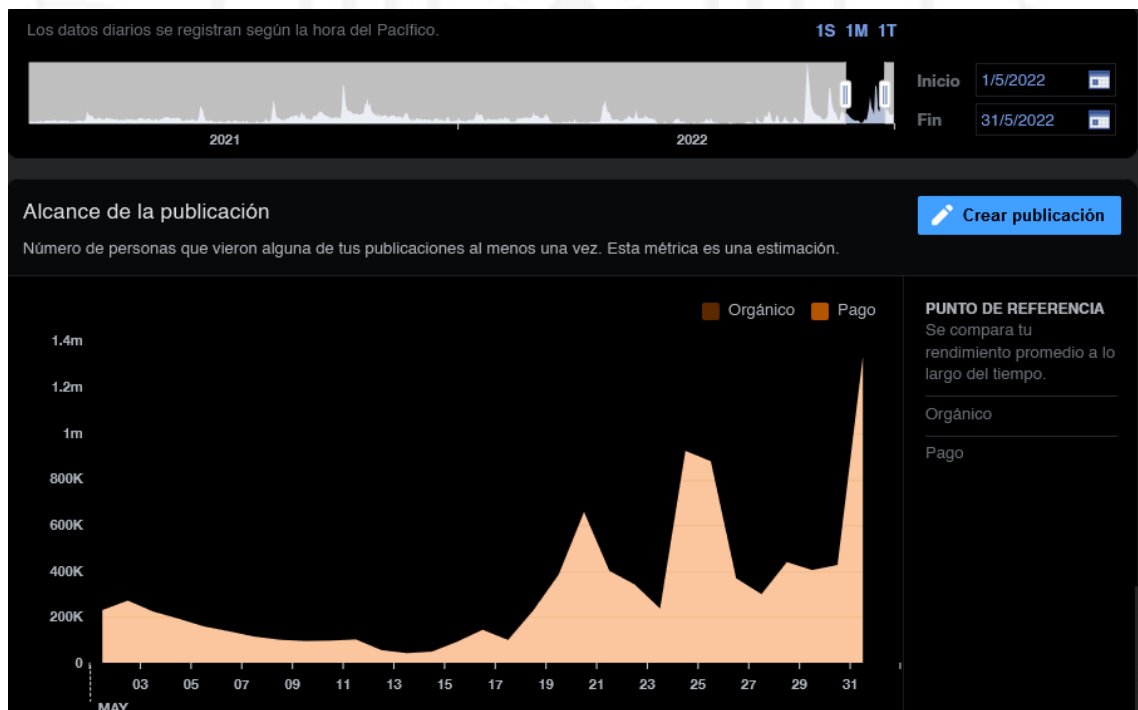 Los datos diarios se registran según la hora del Pacífico.
1S 1M 1T
Inicio 1/5/2022
Fin 31/5/2022
2021 2022
Alcance de la publicación
Crear publicación
Número de personas que vieron alguna de tus publicaciones al menos una vez. Esta métrica es una estimación.
Orgánico Pago
1.4m
1.2m
1m
800K
600K
400K
200K
0
03 05 07 09 11 13 15 17 19 21 23 25 27 29 31
MAY
PUNTO DE REFERENCIA
Se compara tu
rendimiento promedio a lo
largo del tiempo.
Orgánico
Pago